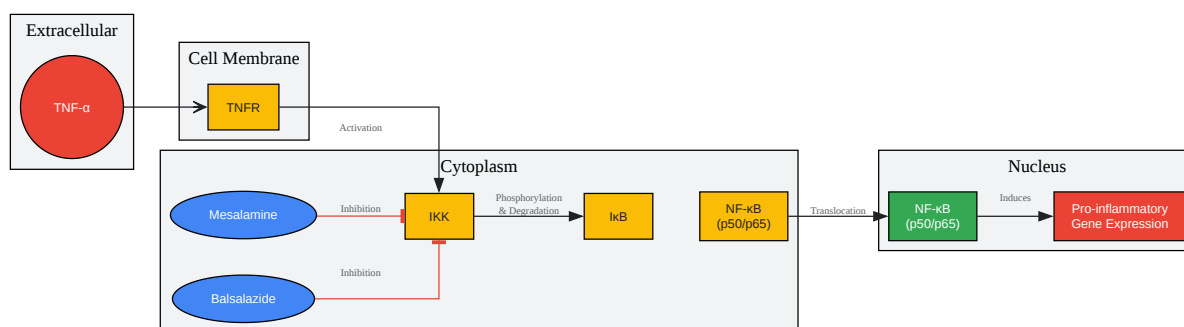 Extracellular
TNF-α
Cell Membrane
TNFR
Activation
Cytoplasm
Mesalamine
Inhibition
IKK
Phosphorylation
& Degradation
IκB
NF-κB
(p50/p65)
Translocation
Balsalazide
Inhibition
Nucleus
NF-κB
(p50/p65)
Induces
Pro-inflammatory
Gene Expression